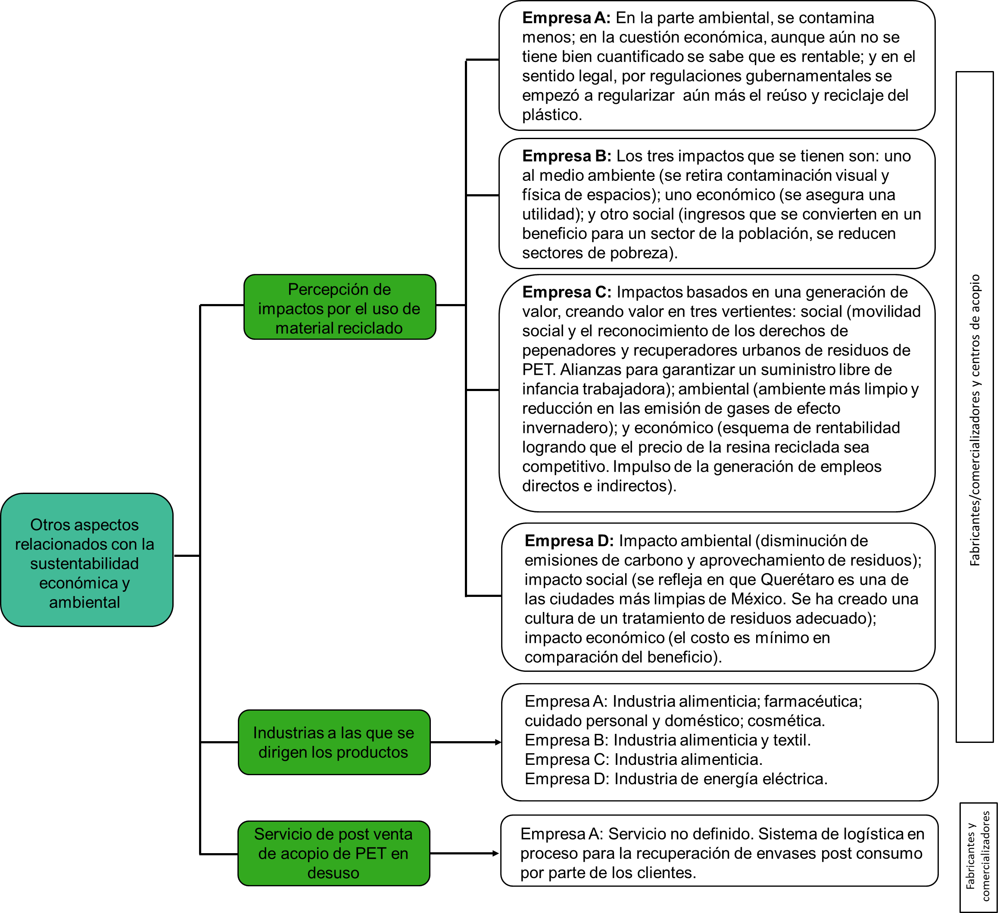 Empresa A: En la parte ambiental, se contamina
menos; en la cuestión económica, aunque aún no se
tiene bien cuantificado se sabe que es rentable; y en el
sentido legal, por regulaciones gubernamentales se
empezó a regularizar  aún más el reúso y reciclaje del
plástico.
Empresa B: Los tres impactos que se tienen son: uno
al medio ambiente (se retira contaminación visual y
física de espacios); uno económico (se asegura una
utilidad); y otro social (ingresos que se convierten en un
beneficio para un sector de la población, se reducen
sectores de pobreza).
Percepción de
impactos por el uso de
material reciclado
Empresa C: Impactos basados en una generación de
valor, creando valor en tres vertientes: social (movilidad
social y el reconocimiento de los derechos de
pepenadores y recuperadores urbanos de residuos de
PET. Alianzas para garantizar un suministro libre de
infancia trabajadora); ambiental (ambiente más limpio y
reducción en las emisión de gases de efecto
invernadero); y económico (esquema de rentabilidad
logrando que el precio de la resina reciclada sea
competitivo. Impulso de la generación de empleos
directos e indirectos).
Fabricantes/comercializadores y centros de acopio
Otros aspectos
relacionados con la
sustentabilidad
económica y
ambiental
Empresa D: Impacto ambiental (disminución de
emisiones de carbono y aprovechamiento de residuos);
impacto social (se refleja en que Querétaro es una de
las ciudades más limpias de México. Se ha creado una
cultura de un tratamiento de residuos adecuado);
impacto económico (el costo es mínimo en
comparación del beneficio).
Industrias a las que se
dirigen los productos
Empresa A: Industria alimenticia; farmacéutica;
cuidado personal y doméstico; cosmética.
Empresa B: Industria alimenticia y textil.
Empresa C: Industria alimenticia.
Empresa D: Industria de energía eléctrica.
Servicio de post venta
de acopio de PET en
desuso
Empresa A: Servicio no definido. Sistema de logística en
proceso para la recuperación de envases post consumo
por parte de los clientes.
Fabricantes y
comercializadores